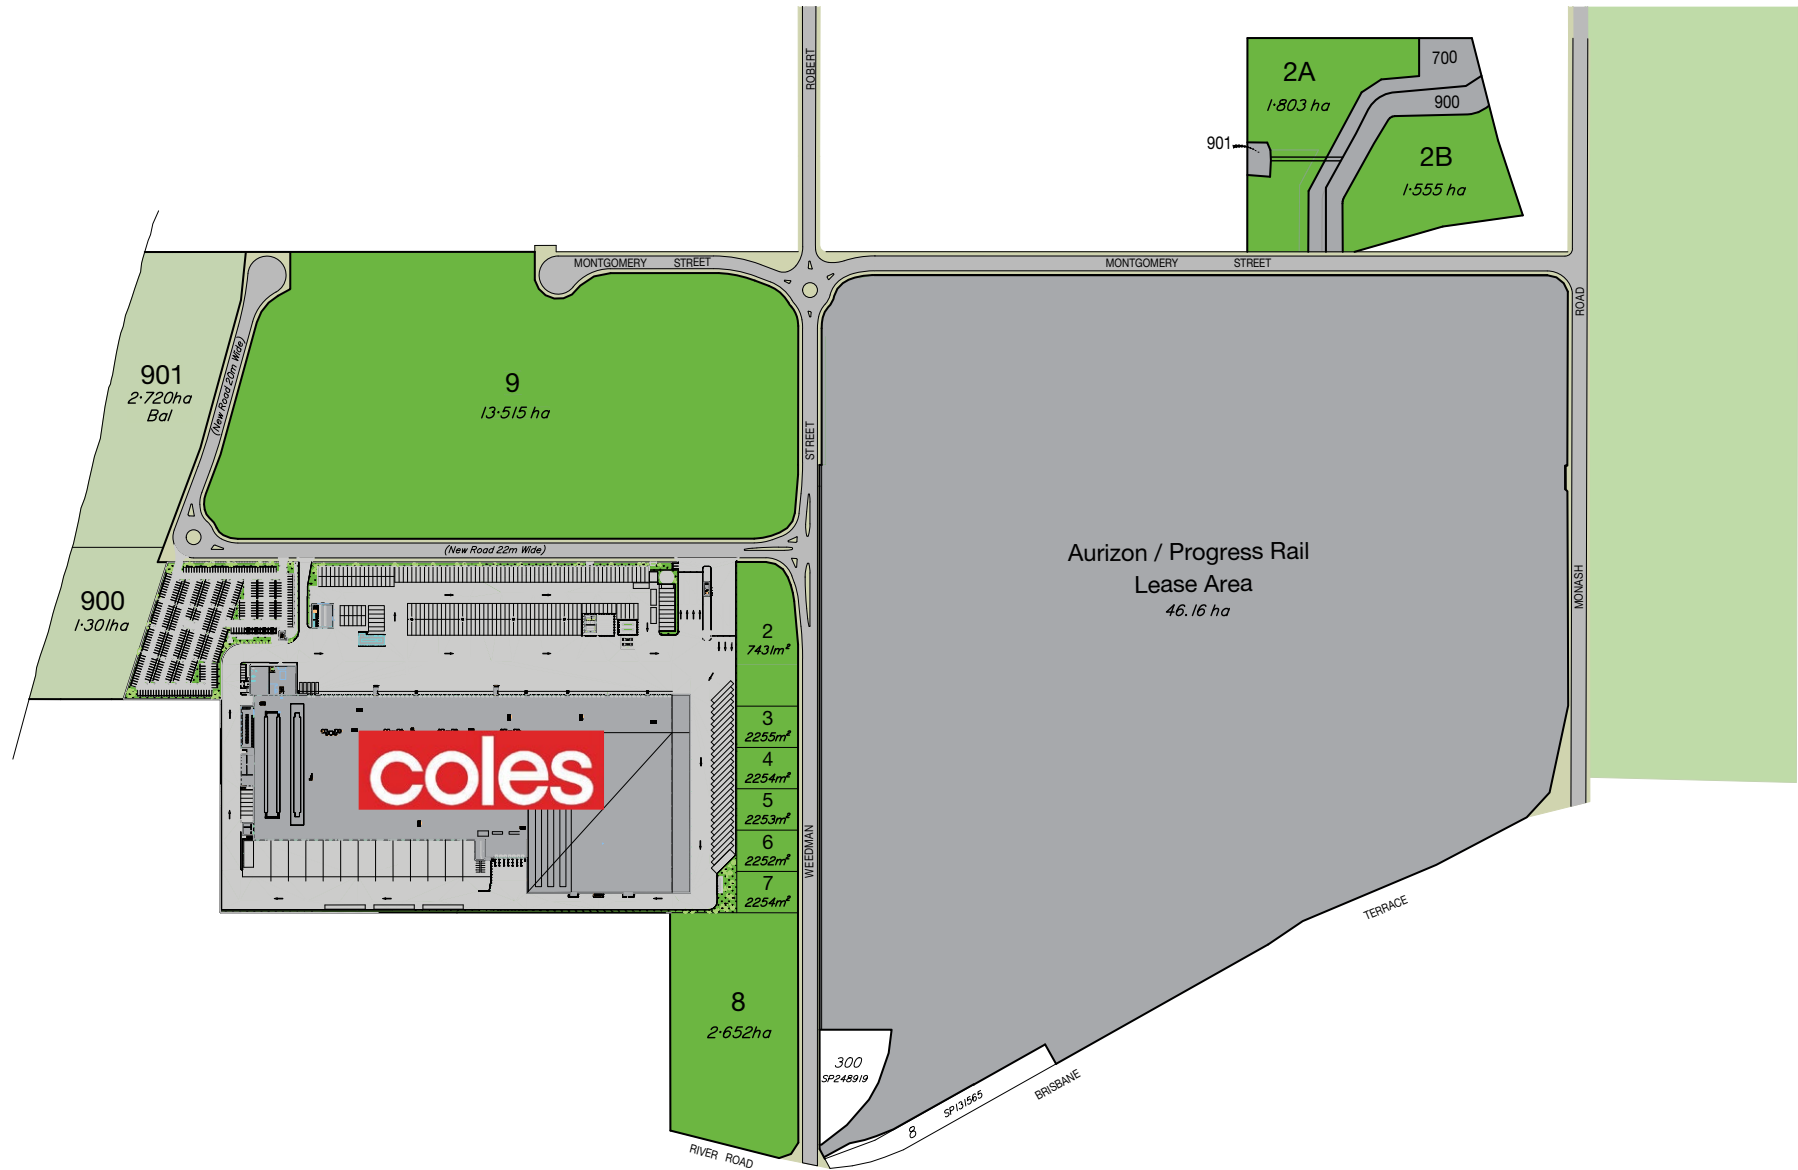 ROBERT
700
2A
1·803 ha
900
901
2B
1·555 ha
MONTGOMERY STREET
MONTGOMERY STREET
ROAD
(New Road 20m Wide)
901
2·720ha
Bal
9
13·515 ha
STREET
(New Road 22m Wide)
Aurizon / Progress Rail
Lease Area
46.16 ha
MONASH
900
1·301ha
2
7431m²
3
2255m²
coles
4
2254m²
5
2253m²
6
2252m²
7
2254m²
WEEDMAN
TERRACE
8
2·652ha
300
SP248919
BRISBANE
SP131565
8
RIVER ROAD